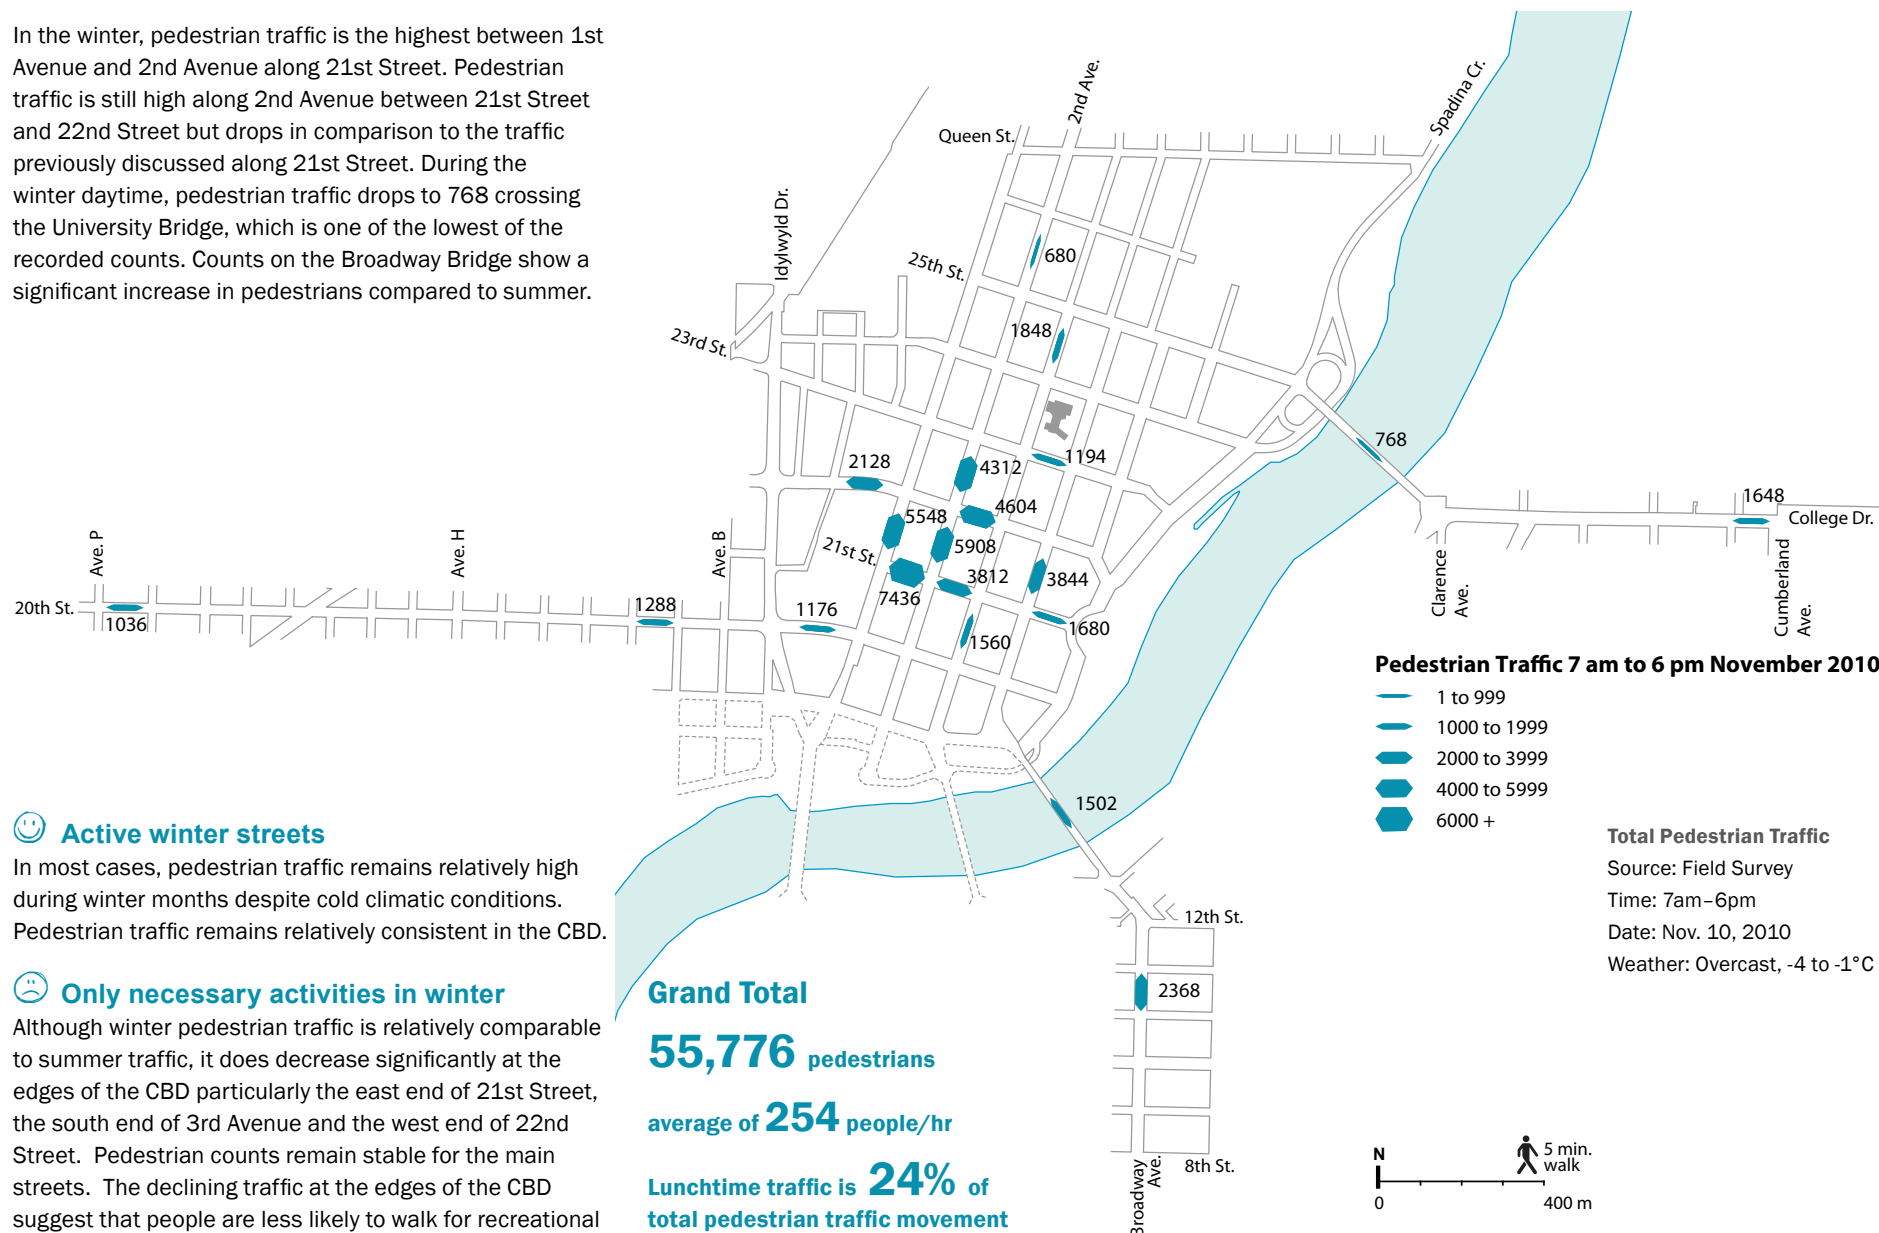 In the winter, pedestrian traffic is the highest between 1st
Avenue and 2nd Avenue along 21st Street. Pedestrian
traffic is still high along 2nd Avenue between 21st Street
and 22nd Street but drops in comparison to the traffic
previously discussed along 21st Street. During the
winter daytime, pedestrian traffic drops to 768 crossing
the University Bridge, which is one of the lowest of the
recorded counts. Counts on the Broadway Bridge show a
significant increase in pedestrians compared to summer.
Active winter streets
In most cases, pedestrian traffic remains relatively high
during winter months despite cold climatic conditions.
Pedestrian traffic remains relatively consistent in the CBD.
Only necessary activities in winter
Although winter pedestrian traffic is relatively comparable
to summer traffic, it does decrease significantly at the
edges of the CBD particularly the east end of 21st Street,
the south end of 3rd Avenue and the west end of 22nd
Street. Pedestrian counts remain stable for the main
streets. The declining traffic at the edges of the CBD
suggest that people are less likely to walk for recreational
2nd Ave.
Spadina Cr.
Queen St.
Idylwyld Dr.
25th St.
680
1848
23rd St.
768
1194
2128
4312
4604
1648
College Dr.
5548
5908
21st St.
3812
3844
7436
Ave. P
Ave. H
Ave. B
20th St.
1036
1288
1176
1560
1680
Clarence
Ave.
Cumberland
Ave.
1502
12th St.
2368
8th St.
Broadway
Ave.
Pedestrian Traffic 7 am to 6 pm November 2010
1 to 999
1000 to 1999
2000 to 3999
4000 to 5999
6000 +
Total Pedestrian Traffic
Source: Field Survey
Time: 7am–6pm
Date: Nov. 10, 2010
Weather: Overcast, -4 to -1°C
Grand Total
55,776 pedestrians
average of 254 people/hr
Lunchtime traffic is 24% of
total pedestrian traffic movement
N
5 min.
walk
0
400 m